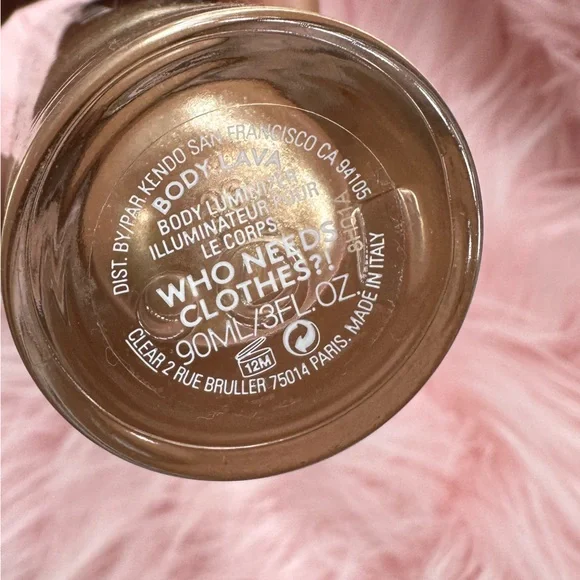 DIST. BY/PAR KENDO SAN FRANCISCO CA 94105
BODY LAVA
BODY LUMINIZER
ILLUMINATEUR POUR
LE CORPS
WHO NEEDS
CLOTHES?!
90ML/3FL. OZ.
12M
CLEAR 2 RUE BRULLER 75014 PARIS. MADE IN ITALY